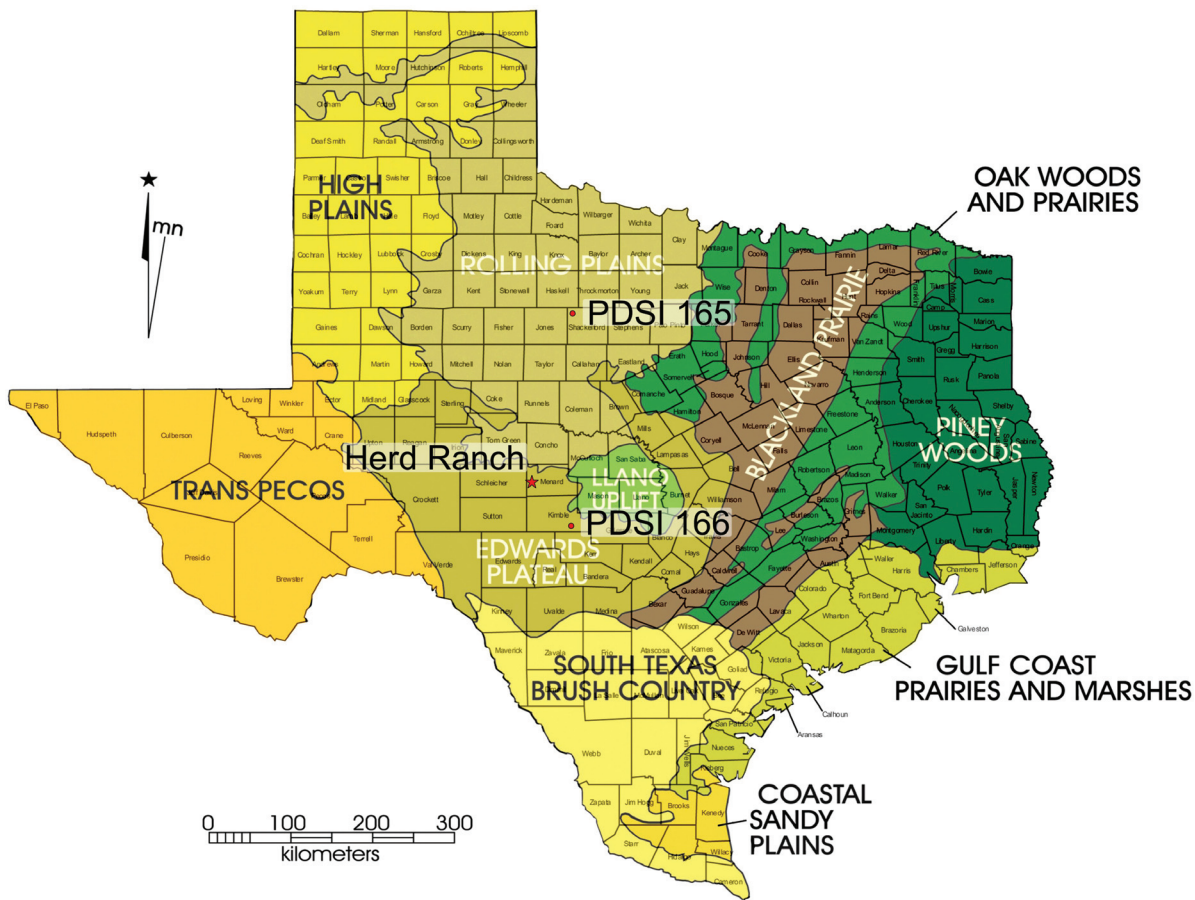 Dallam Sherman Hansford Ochiltree Lipscomb
Hartley Moore Hutchinson Roberts Hemphill
Oldham Potter Carson Gray Wheeler
Deaf Smith Randall Armstrong Donley Collingsworth
Parmer Swisher Briscoe Hall Childress
HIGH
PLAINS
Floyd Motley Cottle Hardeman
Foard Wilbarger Wichita
Clay Montague Cooke Grayson Fannin Lamar Red River Bowie
OAK WOODS
AND PRAIRIES
mn
Cochran Hockley Lubbock Crosby Dickens King Knox Baylor Archer
ROLLING PLAINS
Wise Denton Collin Delta Hopkins Franklin Titus Morris Cass
Yoakum Terry Lynn Garza Kent Stonewall Haskell Throckmorton Young Jack
Rockwall Hunt Rains Wood Camp Upshur Marion
PDSI 165
Gaines Dawson Borden Scurry Fisher Jones Shackelford Stephens Palo Pinto
Tarrant Dallas Kaufman Van Zandt Smith Gregg Harrison
Andrews Martin Howard Mitchell Nolan Taylor Callahan Eastland
Erath Hood Johnson Ellis Henderson Rusk Panola
Somervell Hill Navarro Anderson Cherokee Shelby
BLACKLAND PRAIRIE
El Paso Hudspeth Culberson Loving Winkler Ector Midland Glasscock Sterling Coke Runnels Coleman Brown Comanche Hamilton Bosque
Ward Crane Upton Reagan Tom Green Concho McCulloch San Saba Mills Lampasas Coryell McLennan Limestone Freestone
Reeves
Herd Ranch
Falls Leon Houston Angelina Sabine
PINEY
WOODS
TRANS PECOS
Crockett Schleicher Menard Mason Llano Burnet Bell Milam Robertson Madison Trinity Polk Tyler Jasper Newton
LLANO
UPLIFT
Sutton Kimble Williamson Brazos Grimes Walker San Jacinto Hardin
PDSI 166
Burleson Lee Washington Montgomery Liberty Orange
Presidio Brewster Terrell Val Verde
EDWARDS
PLATEAU
Edwards Real Kerr Bandera Kendall Blanco Hays Travis Bastrop Comal Caldwell Fayette Austin Waller Harris Chambers Jefferson
Kinney Uvalde Medina Bexar Guadalupe Gonzales Lavaca Colorado Fort Bend Wharton Brazoria
Galveston
Maverick Zavala Frio Atascosa Wilson Karnes De Witt Goliad Victoria Jackson Matagorda
SOUTH TEXAS
BRUSH COUNTRY
GULF COAST
PRAIRIES AND MARSHES
Refugio
Calhoun
Aransas
San Patricio
Webb Duval Jim Wells Nueces
Kleberg
COASTAL
SANDY
PLAINS
Zapata Jim Hogg Brooks Kenedy
Starr Hidalgo Willacy
Cameron
0 100 200 300
kilometers